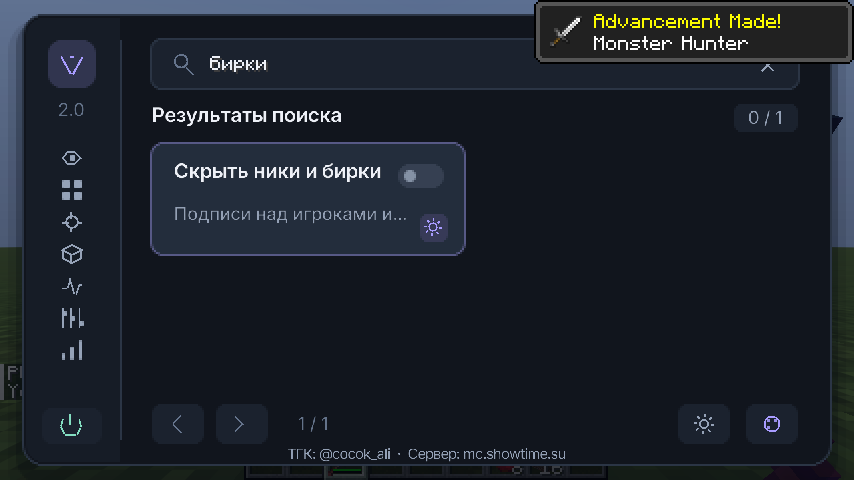 Advancement Made!
Monster Hunter
бирки
2.0
Результаты поиска
0 / 1
Скрыть ники и бирки
Подписи над игроками и...
1 / 1
ТГК: @cocok_ali · Сервер: mc.showtime.su